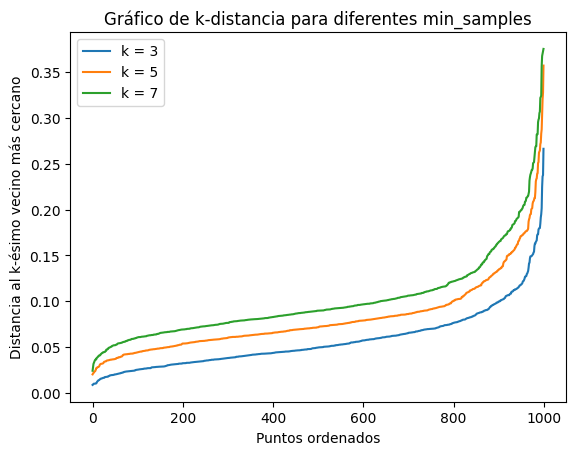 Gráfico de k-distancia para diferentes min_samples
k = 3
k = 5
k = 7
Distancia al k-ésimo vecino más cercano
0.35
0.30
0.25
0.20
0.15
0.10
0.05
0.00
0 200 400 600 800 1000
Puntos ordenados